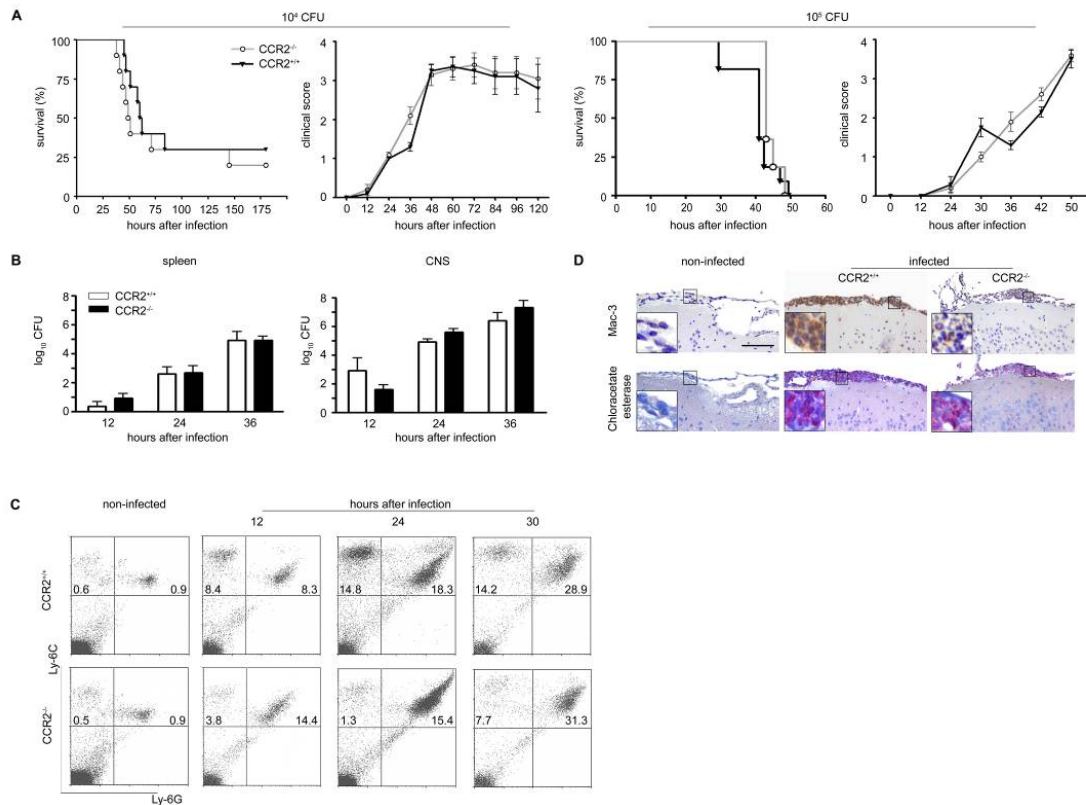 A
10⁴ CFU
survival (%)
100
75
50
25
0
0 25 50 75 100 125 150 175
hours after infection
CCR2⁻/⁻
CCR2⁺/⁺
clinical score
4
3
2
1
0
0 12 24 36 48 60 72 84 96 120
hours after infection
10⁵ CFU
survival (%)
100
75
50
25
0
0 10 20 30 40 50 60
hous after infection
clinical score
4
3
2
1
0
0 12 24 30 36 42 50
hours after infection
B
spleen
CCR2⁺/⁺
CCR2⁻/⁻
log₁₀ CFU
8
6
4
2
0
12 24 36
hours after infection
CNS
log₁₀ CFU
8
6
4
2
0
12 24 36
hours after infection
D
non-infected
infected
CCR2⁺/⁺
CCR2⁻/⁻
Mac-3
Chloracetate
esterase
C
non-infected
hours after infection
12 24 30
CCR2⁺/⁺
0.6 0.9
8.4 8.3
14.8 18.3
14.2 28.9
CCR2⁻/⁻
0.5 0.9
3.8 14.4
1.3 15.4
7.7 31.3
Ly-6C
Ly-6G